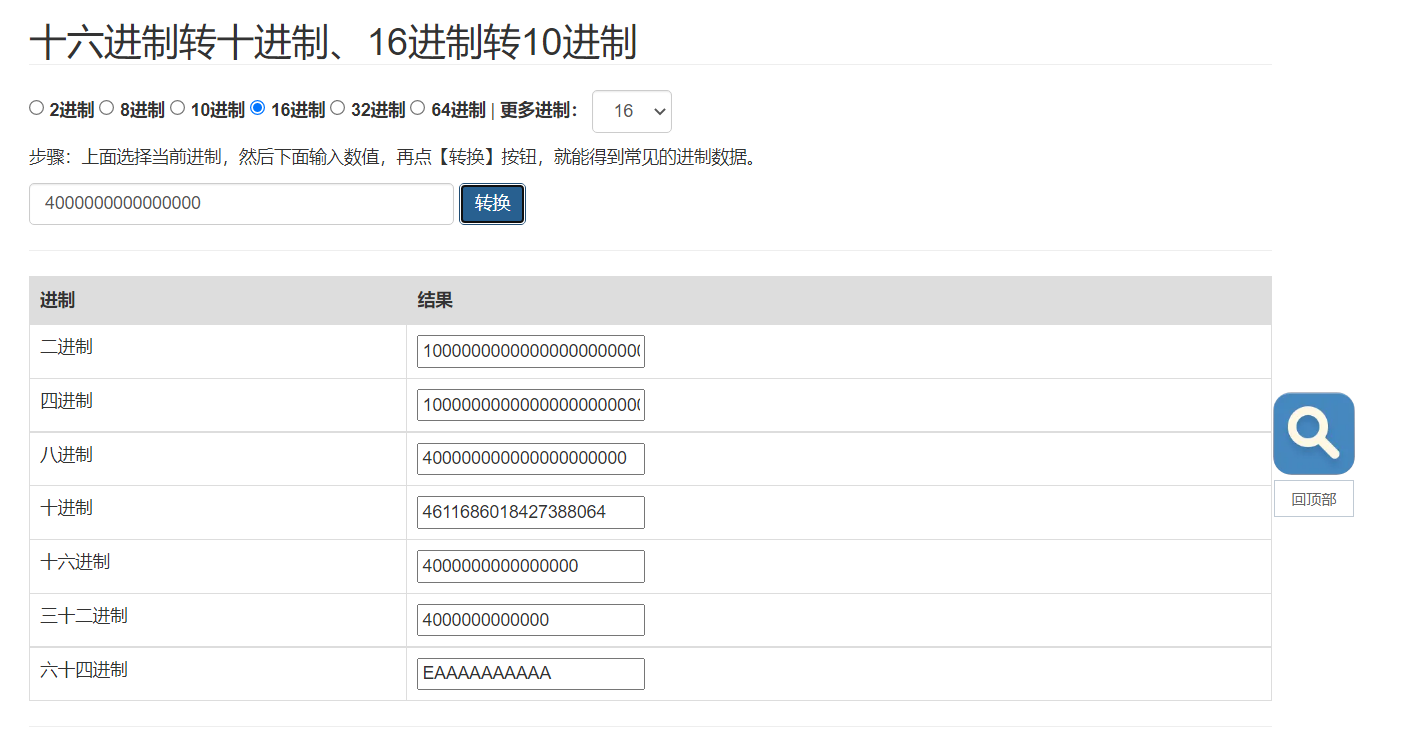 十六进制转十进制、16进制转10进制
2进制 8进制 10进制 16进制 32进制 64进制 | 更多进制： 16
步骤：上面选择当前进制，然后下面输入数值，再点【转换】按钮，就能得到常见的进制数据。
4000000000000000 转换
进制 结果
二进制 10000000000000000000000
四进制 10000000000000000000000
八进制 400000000000000000000
十进制 4611686018427388064
十六进制 4000000000000000
三十二进制 4000000000000
六十四进制 EAAAAAAAAAA
回顶部